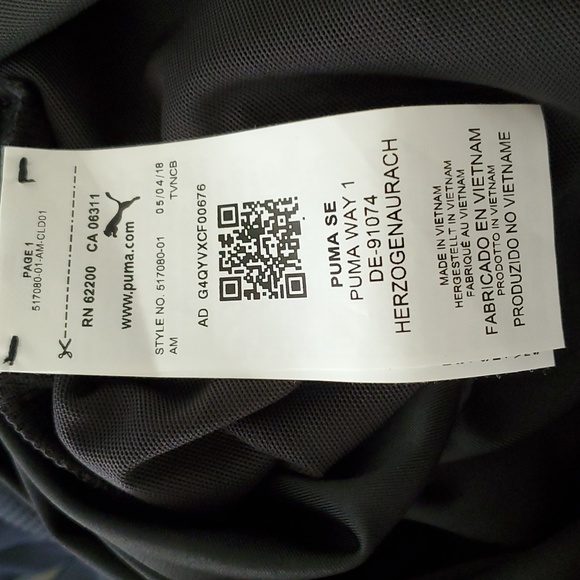 PAGE 1
517080-01-AM-CLD01
RN 62200 CA 06311
www.puma.com
STYLE NO. 517080-01 05/04/18
AM TVNCB
AD G4QYVXCF00676
PUMA SE
PUMA WAY 1
DE-91074
HERZOGENAURACH
MADE IN VIETNAM
HERGESTELLT IN VIETNAM
FABRIQUÉ AU VIETNAM
FABRICADO EN VIETNAM
PRODOTTO IN VIETNAM
PRODUZIDO NO VIETNAME